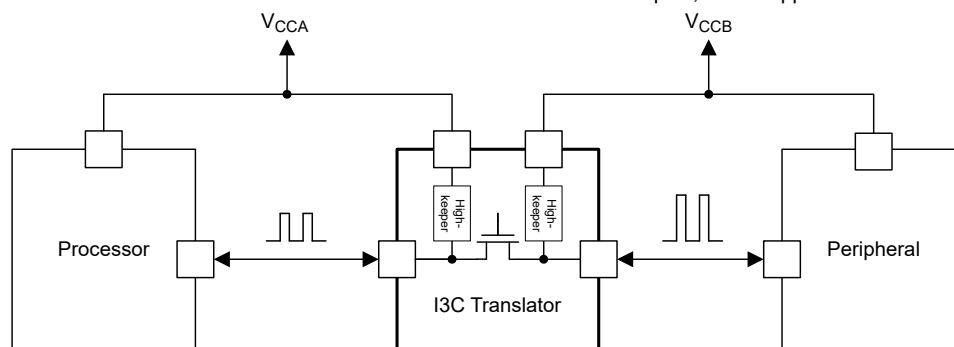 VCCA
VCCB
High-
keeper
High-
keeper
Processor
Peripheral
I3C Translator